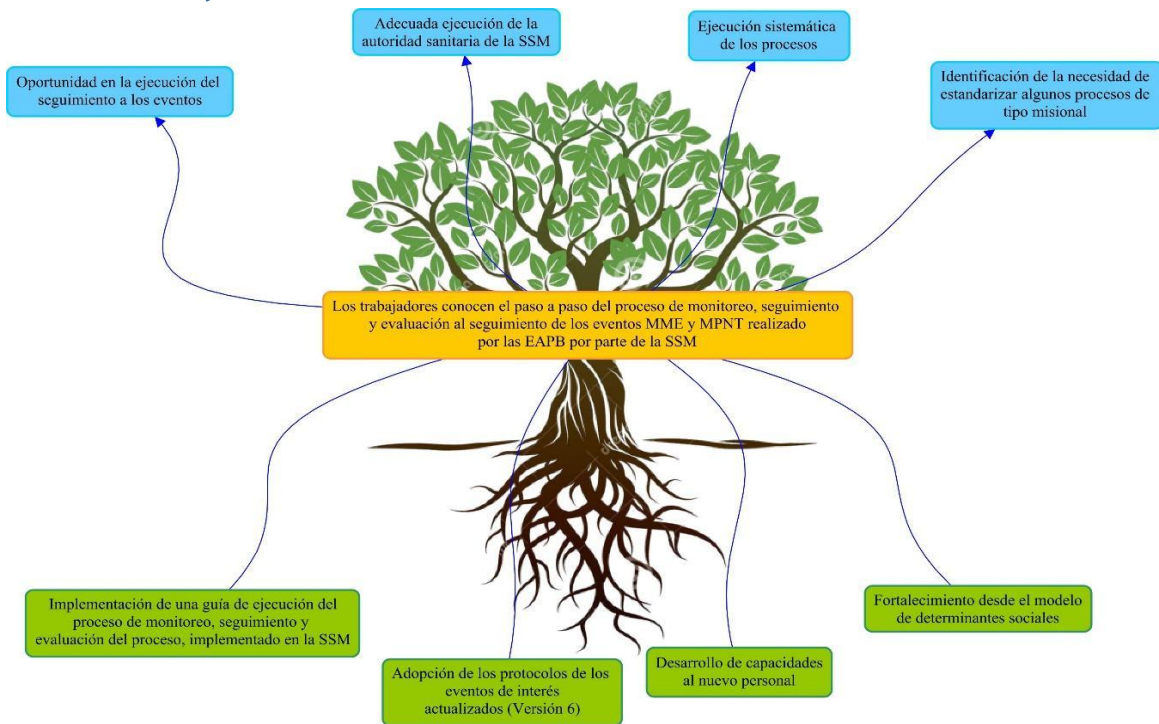 Adecuada ejecución de la
autoridad sanitaria de la SSM
Ejecución sistemática
de los procesos
Oportunidad en la ejecución del
seguimiento a los eventos
Identificación de la necesidad de
estandarizar algunos procesos de
tipo misional
Los trabajadores conocen el paso a paso del proceso de monitoreo, seguimiento
y evaluación al seguimiento de los eventos MME y MPNT realizado
por las EAPB por parte de la SSM
Implementación de una guía de ejecución del
proceso de monitoreo, seguimiento y
evaluación del proceso, implementado en la SSM
Adopción de los protocolos de los
eventos de interés
actualizados (Versión 6)
Desarrollo de capacidades
al nuevo personal
Fortalecimiento desde el modelo
de determinantes sociales